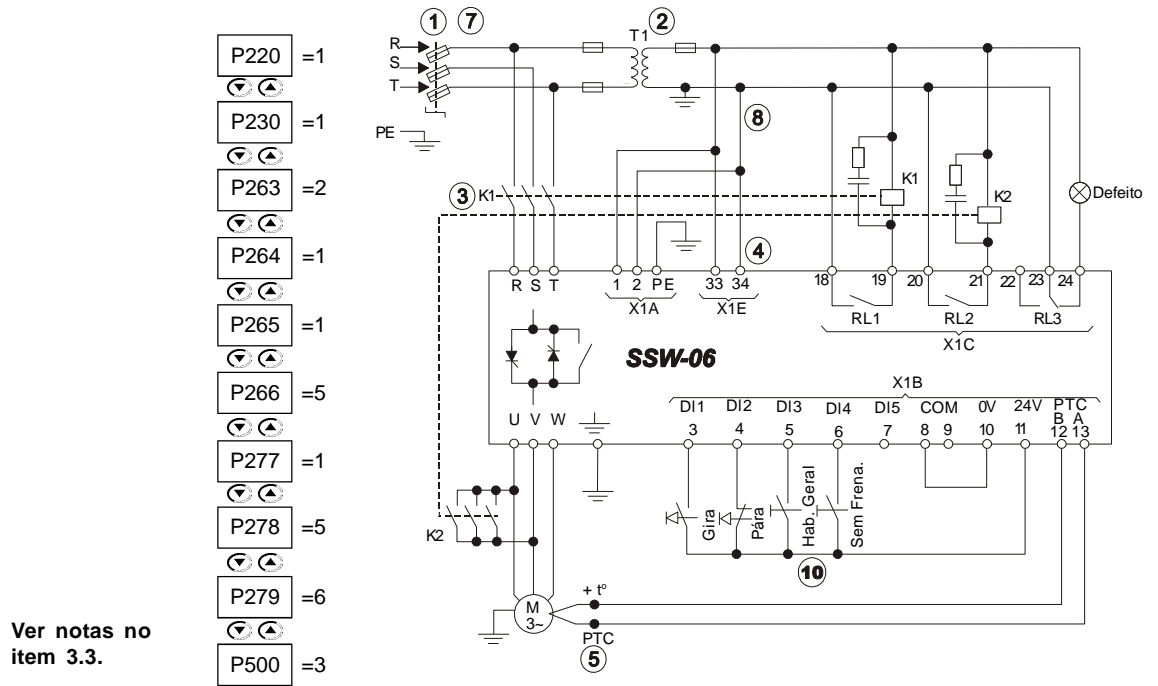 P220 =1
P230 =1
P263 =2
P264 =1
P265 =1
P266 =5
P277 =1
P278 =5
P279 =6
P500 =3
Ver notas no
item 3.3.
1 7 2
R
S
T
T1
PE
8
3 K1
K1
K2
Defeito
4
R S T 1 2 PE 33 34 18 19 20 21 22 23 24
X1A X1E RL1 RL2 RL3
X1C
SSW-06
X1B
U V W DI1 DI2 DI3 DI4 DI5 COM 0V 24V PTC
B A
3 4 5 6 7 8 9 10 11 12 13
Gira
Pára
Hab. Geral
Sem Frena.
K2
10
+ tº
M
3~
PTC
5